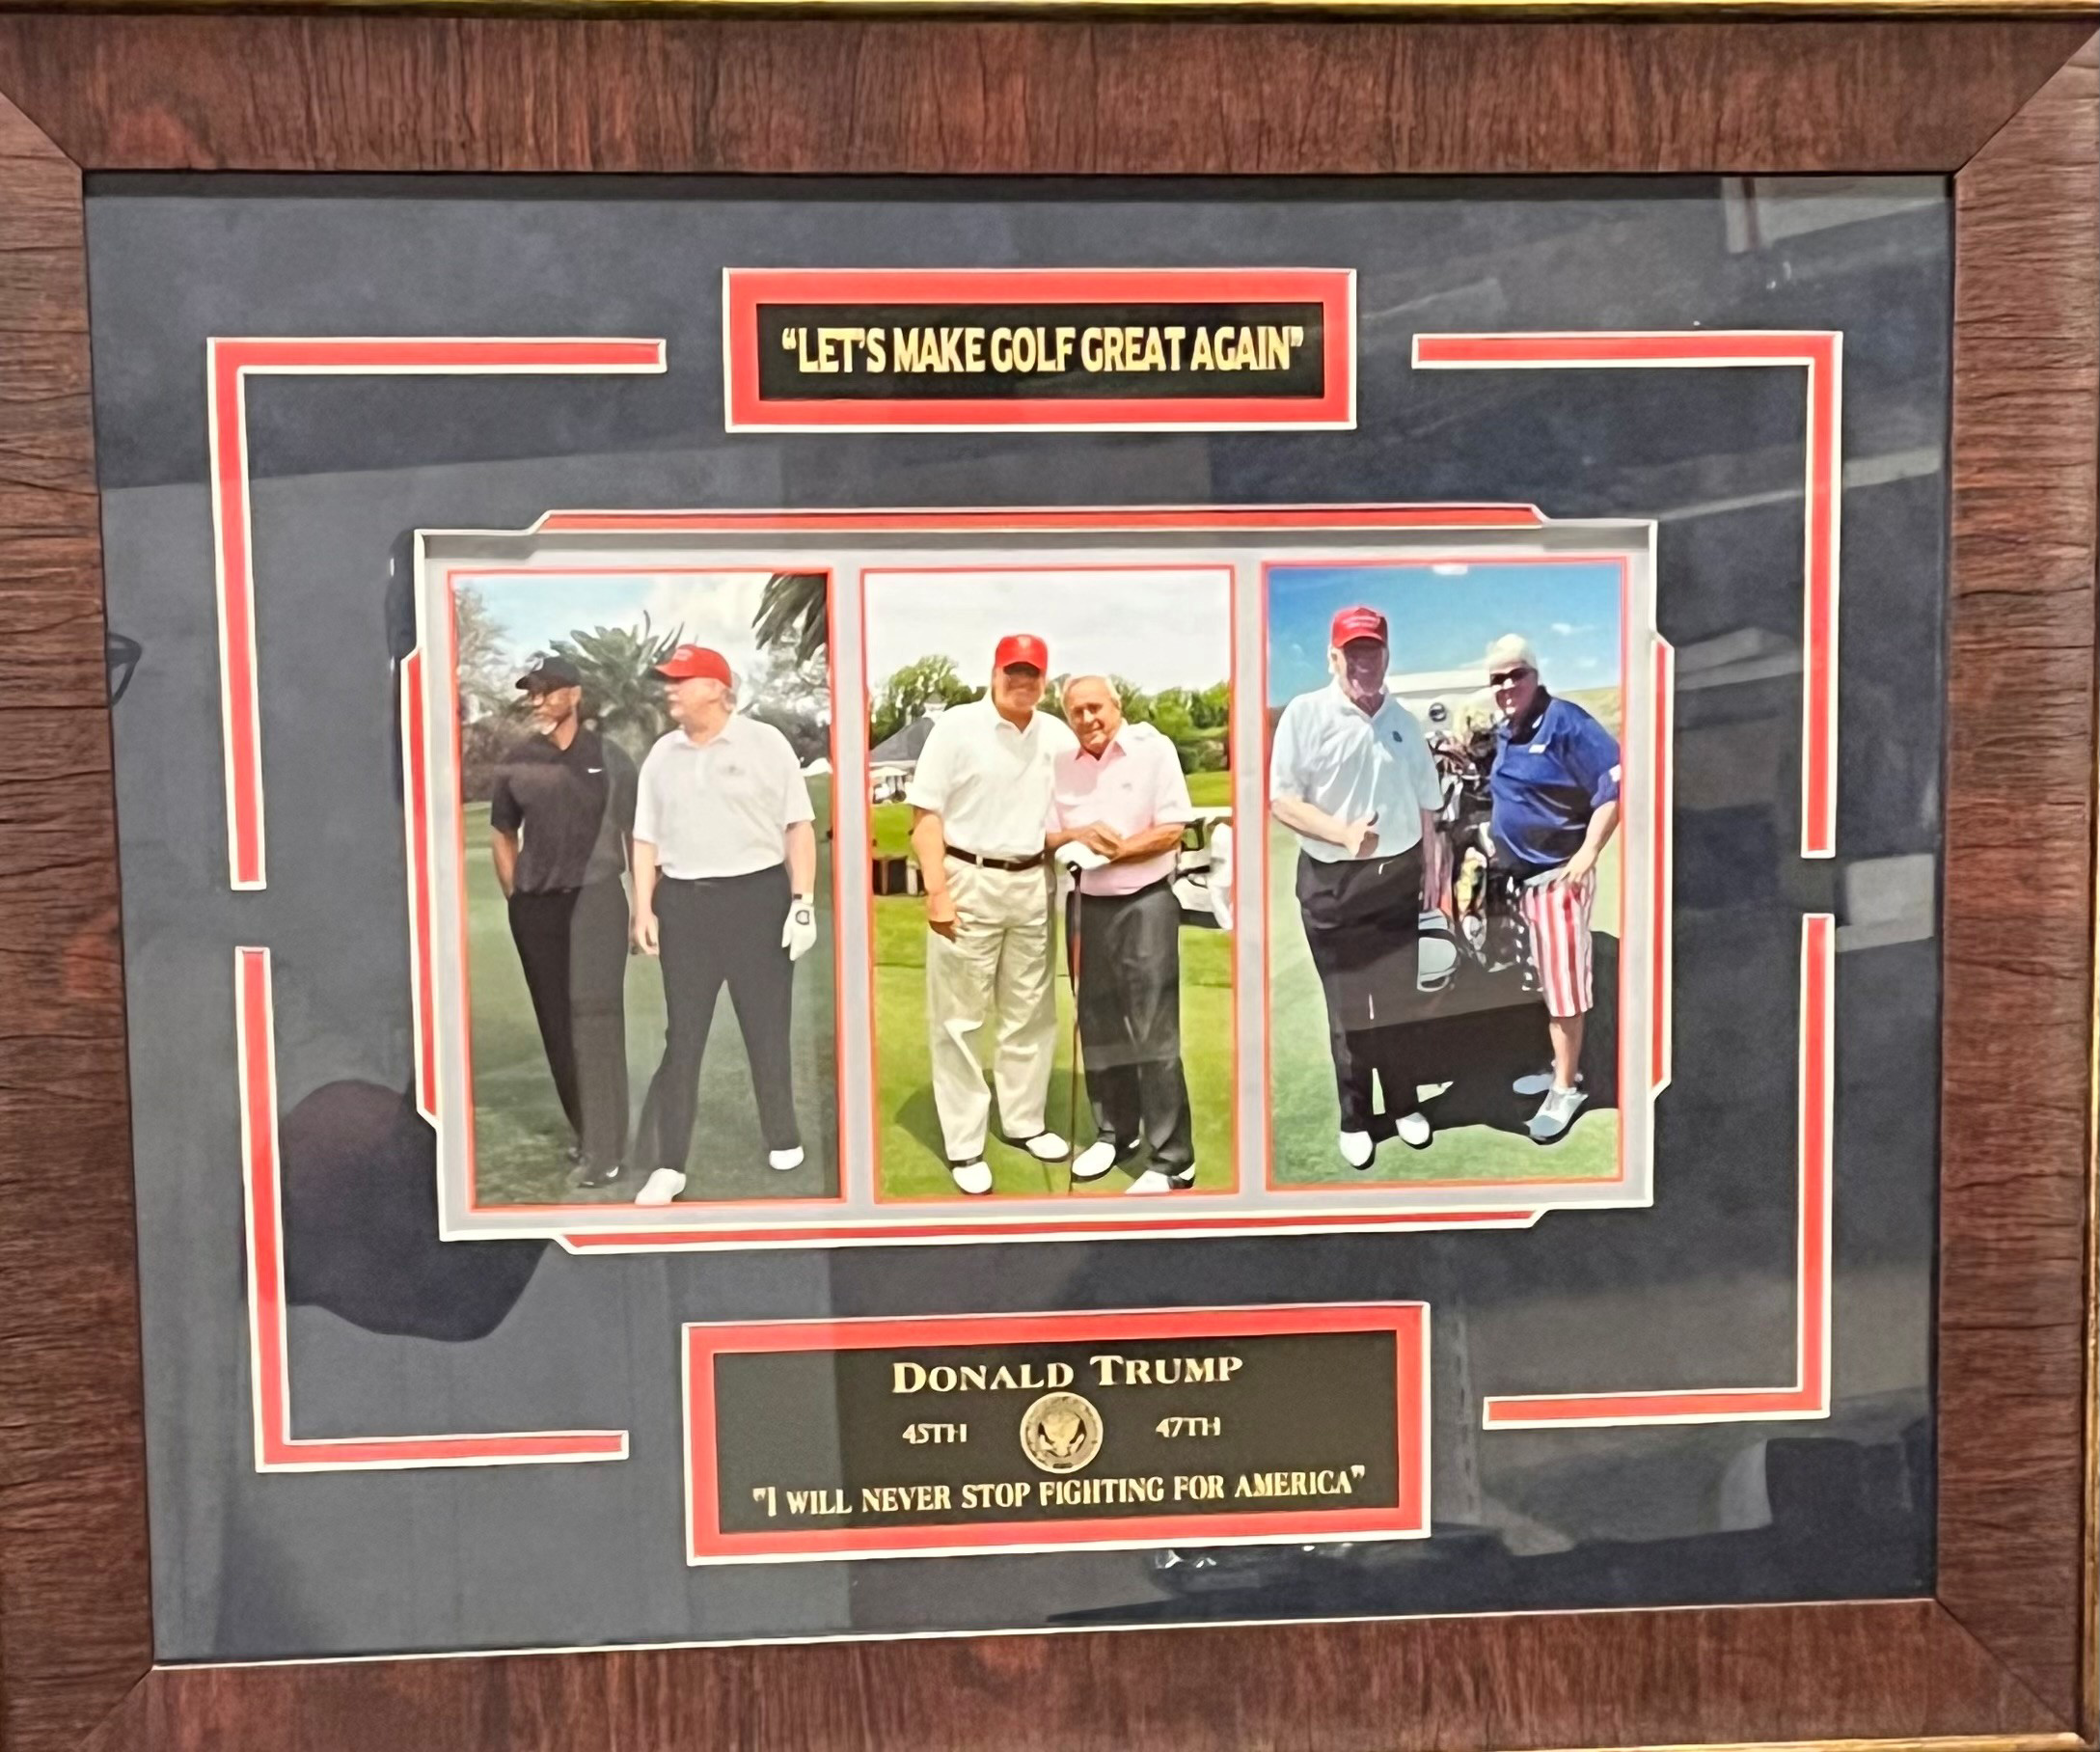 “LET’S MAKE GOLF GREAT AGAIN”
DONALD TRUMP
45TH 47TH
"I WILL NEVER STOP FIGHTING FOR AMERICA"